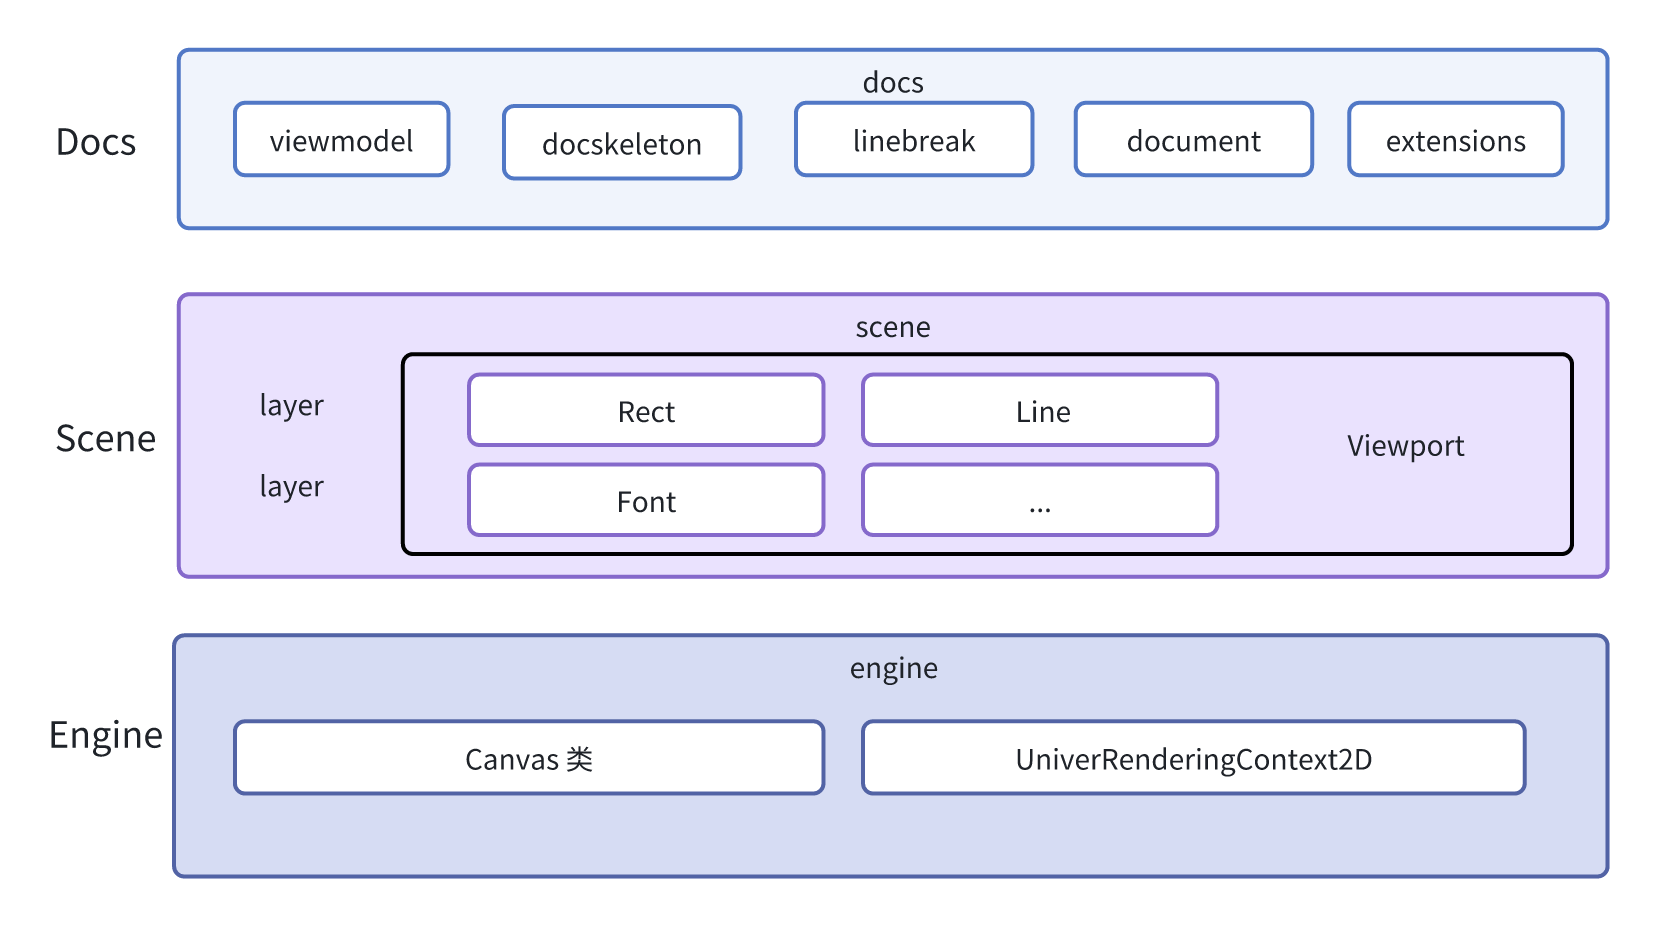 docs
Docs
viewmodel
docskeleton
linebreak
document
extensions
scene
layer
Rect
Line
Scene
Viewport
layer
Font
...
engine
Engine
Canvas 类
UniverRenderingContext2D